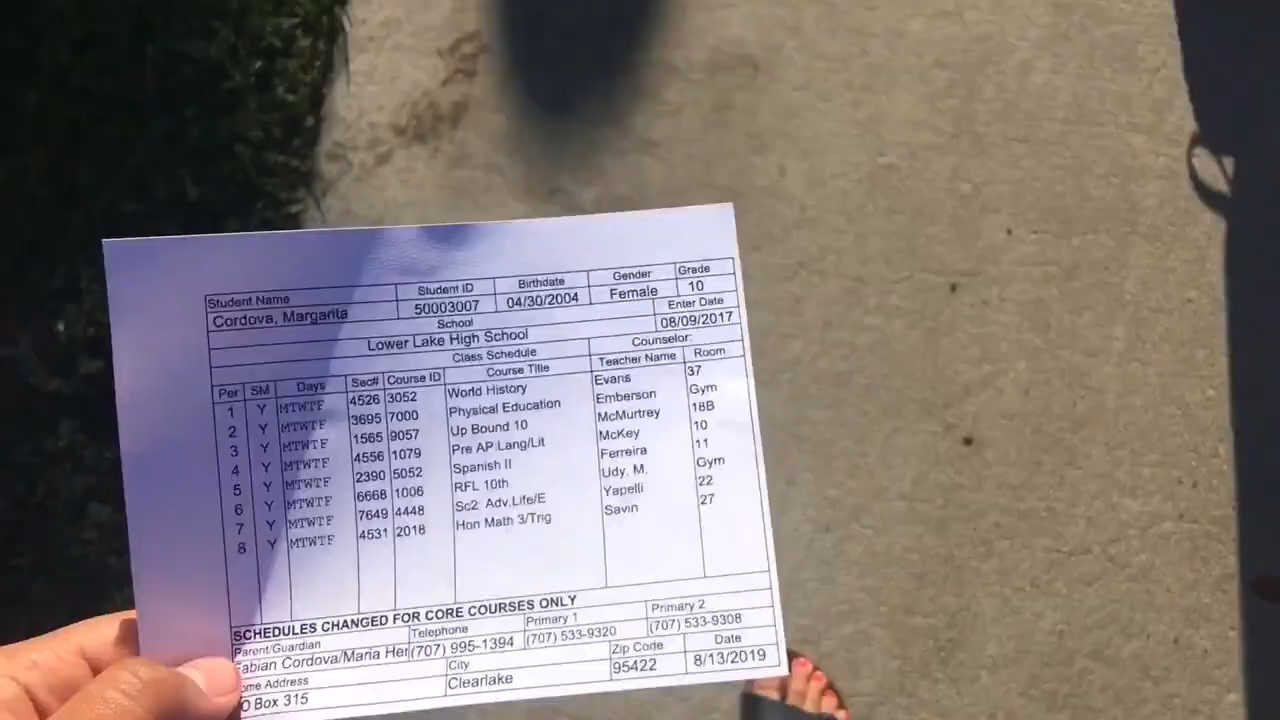 Student Name Student ID Birthdate Gender Grade
Cordova, Margarita 50003007 04/30/2004 Female 10
School Enter Date
Lower Lake High School 08/09/2017
Class Schedule Counselor:
Per SM Days Sec# Course ID Course Title Teacher Name Room
1 Y MTWTF 4526 3052 World History Evans 37
2 Y MTWTF 3695 7000 Physical Education Emberson Gym
3 Y MTWTF 1565 9057 Up Bound 10 McMurtrey 18B
4 Y MTWTF 4556 1079 Pre AP Lang/Lit McKey 10
5 Y MTWTF 2390 5052 Spanish II Ferreira 11
6 Y MTWTF 6668 1006 RFL 10th Udy, M. Gym
7 Y MTWTF 7649 4448 Sc2: Adv.Life/E Yapelli 22
8 Y MTWTF 4531 2018 Hon Math 3/Trig Savin 27
SCHEDULES CHANGED FOR CORE COURSES ONLY
Parent/Guardian Telephone Primary 1 Primary 2
Fabian Cordova/Maria Her (707) 995-1394 (707) 533-9320 (707) 533-9308
ome Address City Zip Code Date
O Box 315 Clearlake 95422 8/13/2019